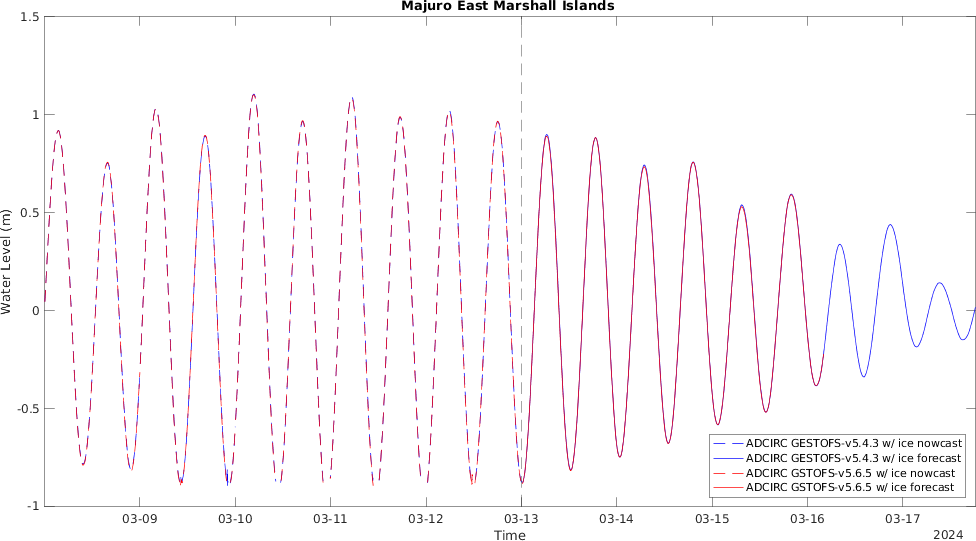 Majuro East Marshall Islands
1.5
1
0.5
0
-0.5
-1
Water Level (m)
ADCIRC GESTOFS-v5.4.3 w/ ice nowcast
ADCIRC GESTOFS-v5.4.3 w/ ice forecast
ADCIRC GSTOFS-v5.6.5 w/ ice nowcast
ADCIRC GSTOFS-v5.6.5 w/ ice forecast
03-09 03-10 03-11 03-12 03-13 03-14 03-15 03-16 03-17
Time
2024